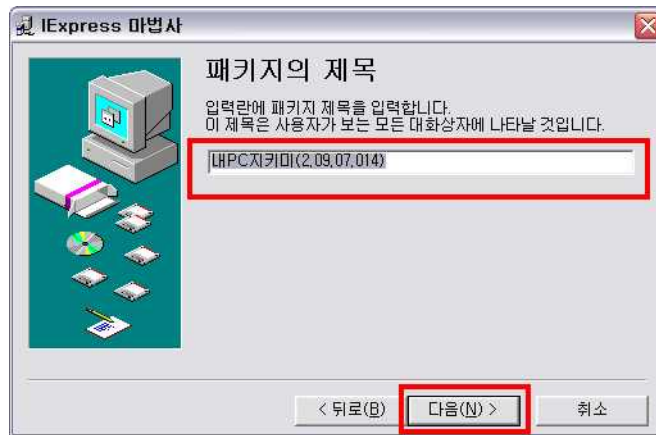 IExpress 마법사
패키지의 제목
입력란에 패키지 제목을 입력합니다.
이 제목은 사용자가 보는 모든 대화상자에 나타날 것입니다.
내PC지키미(2,09,07,014)
< 뒤로(B) 다음(N) > 취소